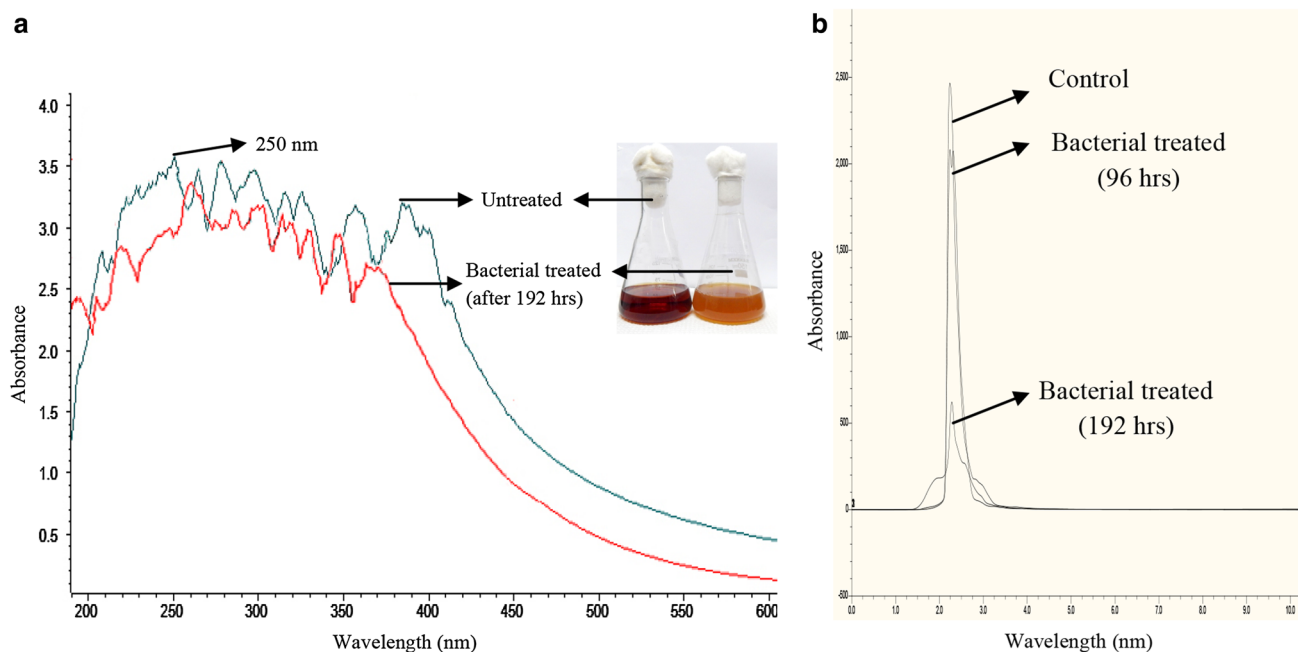 a
Absorbance
4.0
3.5
3.0
2.5
2.0
1.5
1.0
0.5
200 250 300 350 400 450 500 550 600
Wavelength (nm)
250 nm
Untreated
Bacterial treated
(after 192 hrs)
b
Absorbance
2,500
2,000
1,500
1,000
500
0
-500
0.0 1.0 2.0 3.0 4.0 5.0 6.0 7.0 8.0 9.0 10.0
Wavelength (nm)
Control
Bacterial treated
(96 hrs)
Bacterial treated
(192 hrs)